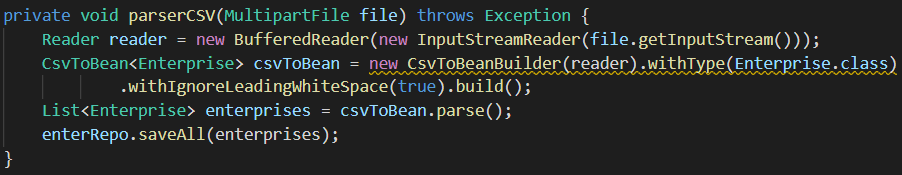 private void parserCSV(MultipartFile file) throws Exception {
    Reader reader = new BufferedReader(new InputStreamReader(file.getInputStream()));
    CsvToBean<Enterprise> csvToBean = new CsvToBeanBuilder(reader).withType(Enterprise.class)
            .withIgnoreLeadingWhiteSpace(true).build();
    List<Enterprise> enterprises = csvToBean.parse();
    enterRepo.saveAll(enterprises);
}